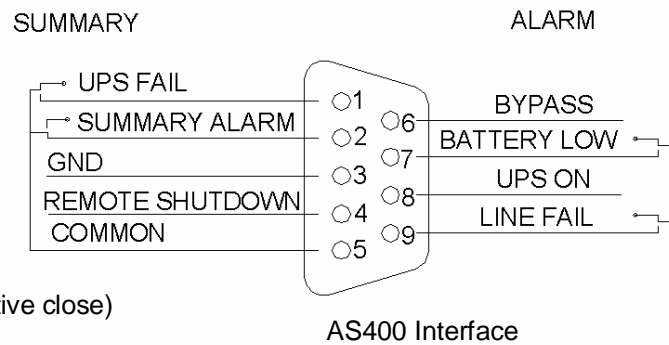 SUMMARY
ALARM
UPS FAIL
SUMMARY ALARM
GND
REMOTE SHUTDOWN
COMMON
1
2
3
4
5
6
7
8
9
BYPASS
BATTERY LOW
UPS ON
LINE FAIL
tive close)
AS400 Interface